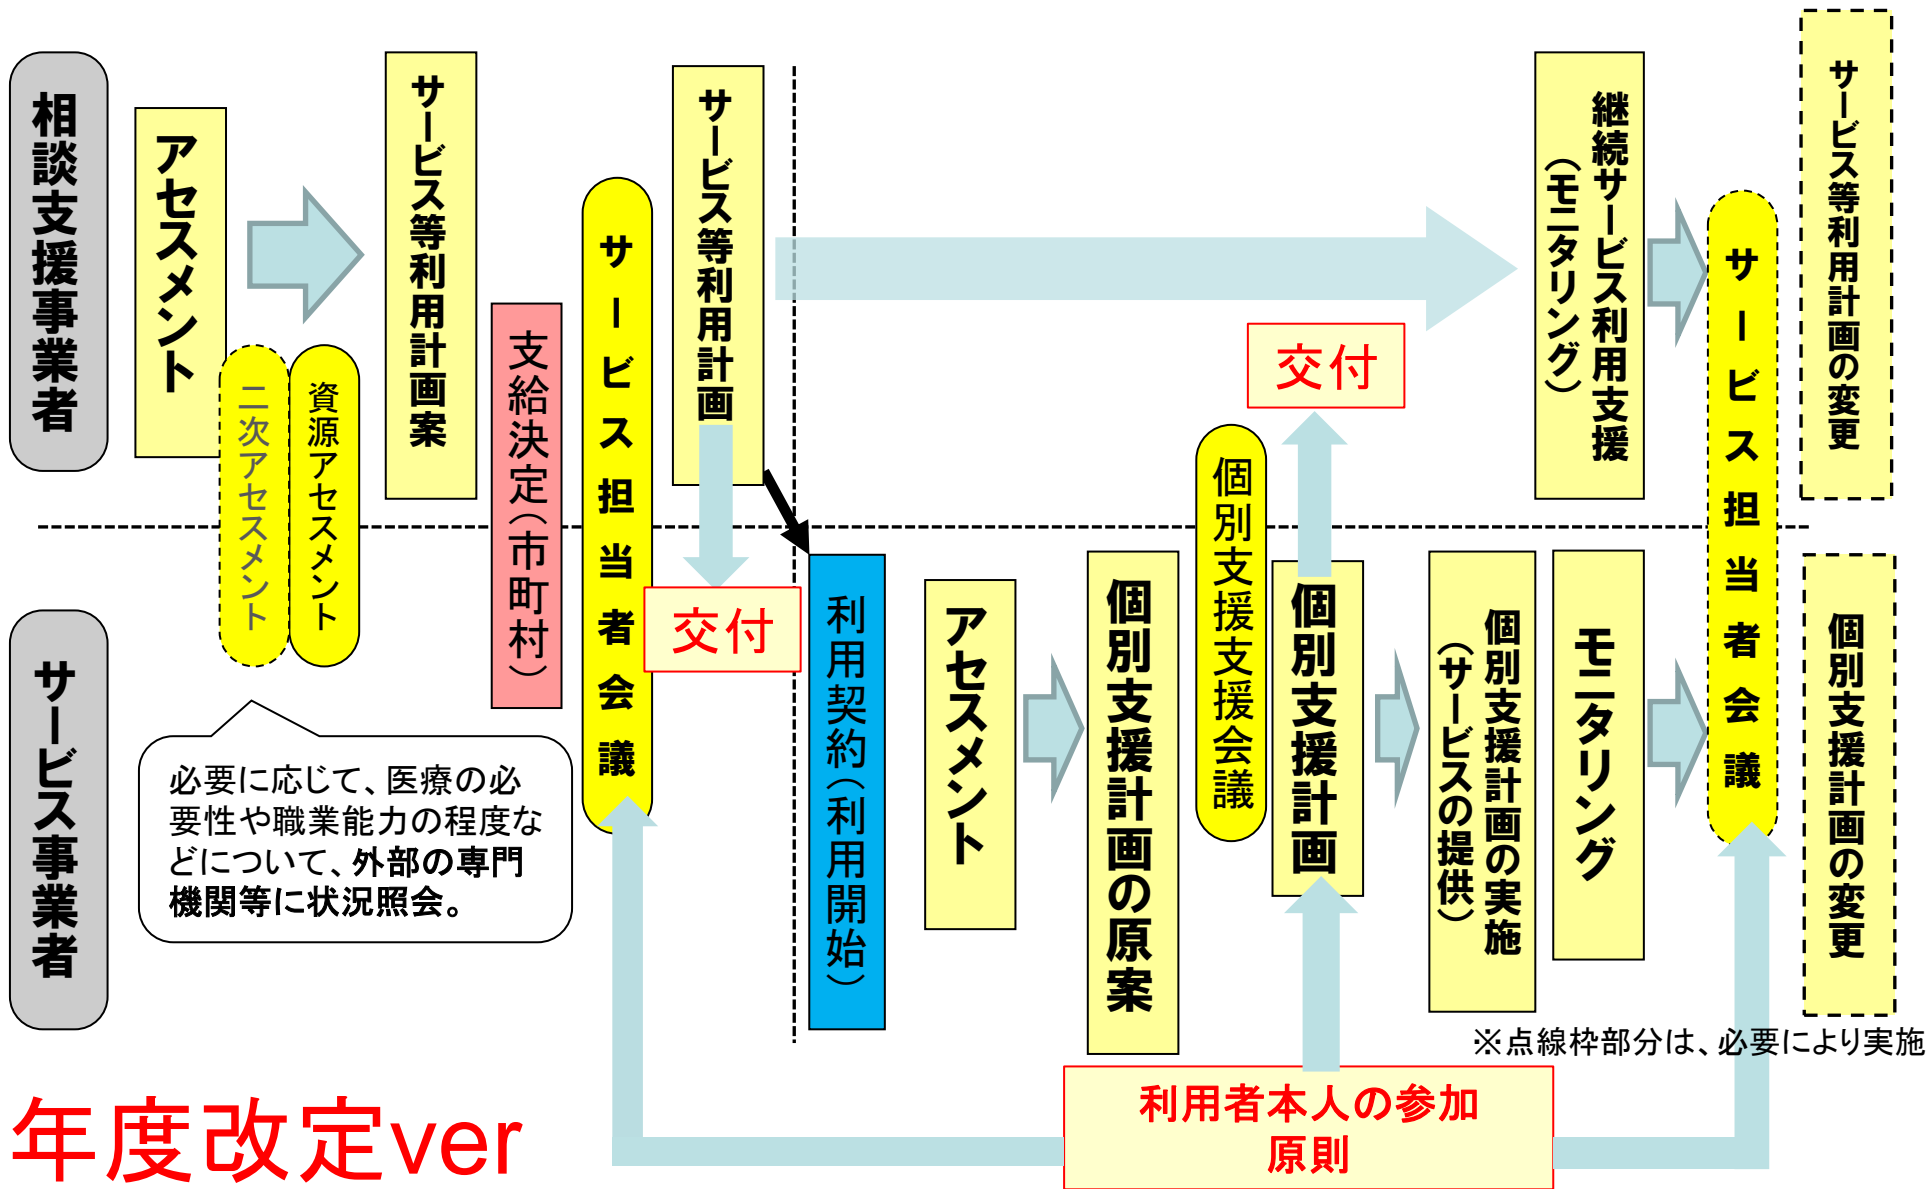 相談支援事業者
アセスメント
二次アセスメント
資源アセスメント
サービス等利用計画案
支給決定(市町村)
サービス担当者会議
サービス等利用計画
交付
継続サービス利用支援
(モニタリング)
サービス担当者会議
サービス等利用計画の変更
サービス事業者
必要に応じて、医療の必
要性や職業能力の程度な
どについて、外部の専門
機関等に状況照会。
利用契約(利用開始)
アセスメント
個別支援計画の原案
個別支援支援会議
個別支援計画
交付
個別支援計画の実施
(サービスの提供)
モニタリング
個別支援計画の変更
※点線枠部分は、必要により実施
利用者本人の参加
原則
年度改定ver